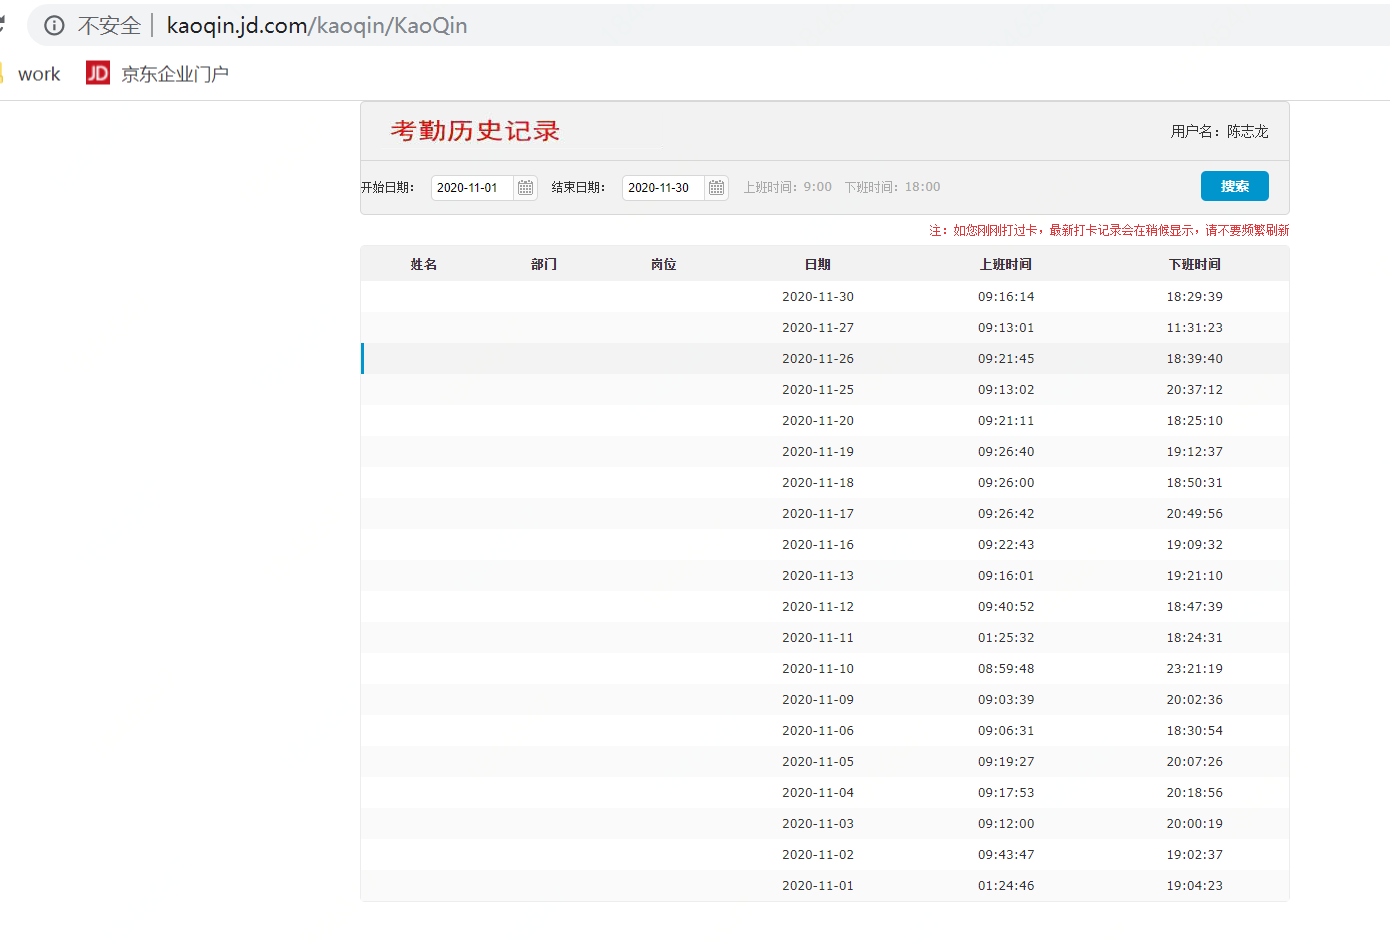 不安全 | kaoqin.jd.com/kaoqin/KaoQin
work JD 京东企业门户
考勤历史记录 用户名：陈志龙
开始日期： 2020-11-01 结束日期： 2020-11-30 上班时间：9:00 下班时间：18:00 搜索
注：如您刚刚打过卡，最新打卡记录会在稍候显示，请不要频繁刷新
姓名 部门 岗位 日期 上班时间 下班时间
2020-11-30 09:16:14 18:29:39
2020-11-27 09:13:01 11:31:23
2020-11-26 09:21:45 18:39:40
2020-11-25 09:13:02 20:37:12
2020-11-20 09:21:11 18:25:10
2020-11-19 09:26:40 19:12:37
2020-11-18 09:26:00 18:50:31
2020-11-17 09:26:42 20:49:56
2020-11-16 09:22:43 19:09:32
2020-11-13 09:16:01 19:21:10
2020-11-12 09:40:52 18:47:39
2020-11-11 01:25:32 18:24:31
2020-11-10 08:59:48 23:21:19
2020-11-09 09:03:39 20:02:36
2020-11-06 09:06:31 18:30:54
2020-11-05 09:19:27 20:07:26
2020-11-04 09:17:53 20:18:56
2020-11-03 09:12:00 20:00:19
2020-11-02 09:43:47 19:02:37
2020-11-01 01:24:46 19:04:23